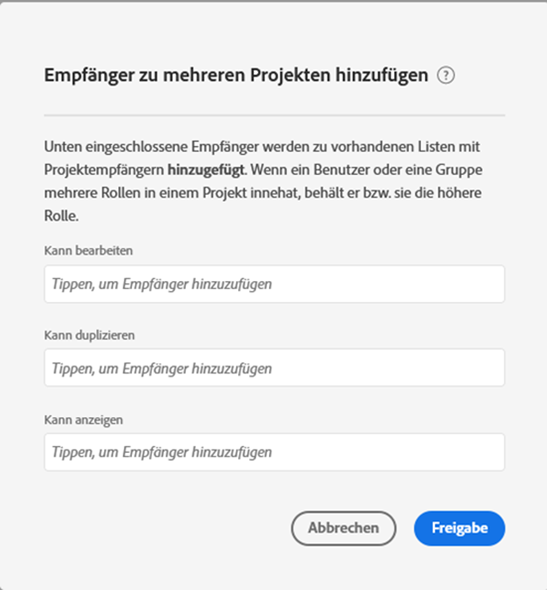 Empfänger zu mehreren Projekten hinzufügen ?
Unten eingeschlossene Empfänger werden zu vorhandenen Listen mit
Projektempfängern hinzugefügt. Wenn ein Benutzer oder eine Gruppe
mehrere Rollen in einem Projekt innehat, behält er bzw. sie die höhere
Rolle.
Kann bearbeiten
Tippen, um Empfänger hinzuzufügen
Kann duplizieren
Tippen, um Empfänger hinzuzufügen
Kann anzeigen
Tippen, um Empfänger hinzuzufügen
Abbrechen Freigabe